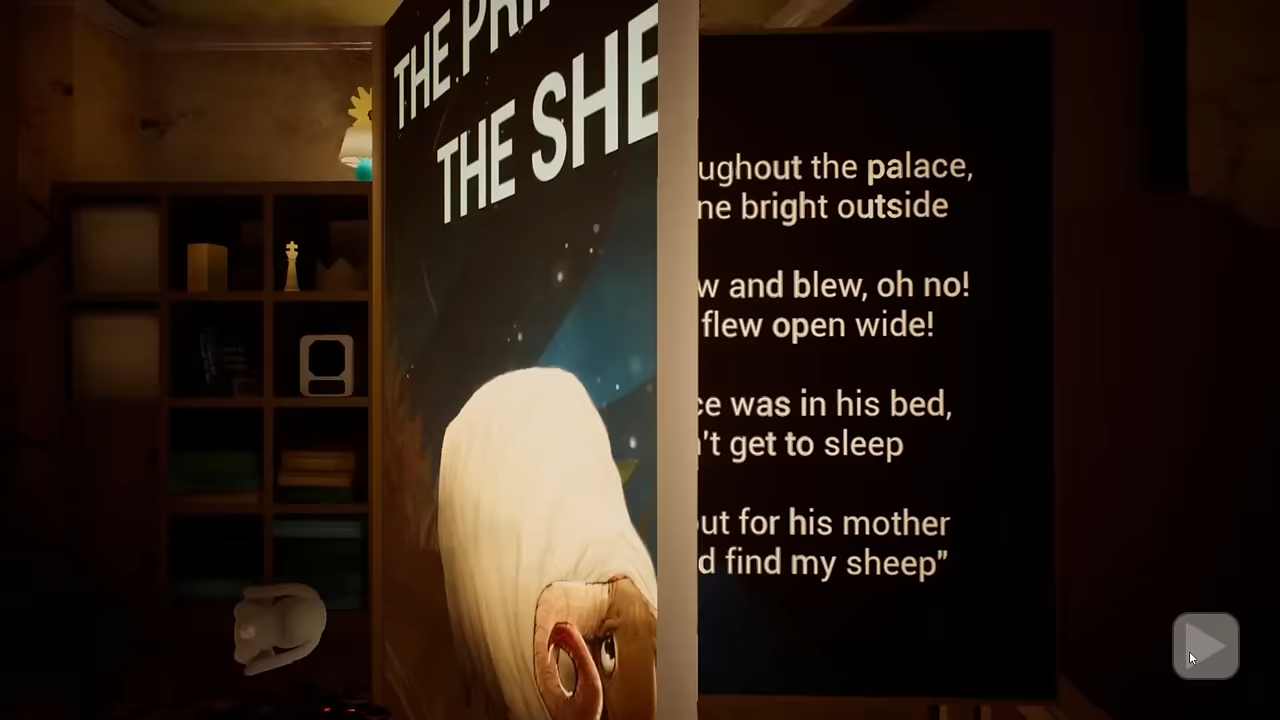 THE
THE SHE
ughout the palace,
ne bright outside
w and blew, oh no!
flew open wide!
ce was in his bed,
't get to sleep
ut for his mother
d find my sheep"